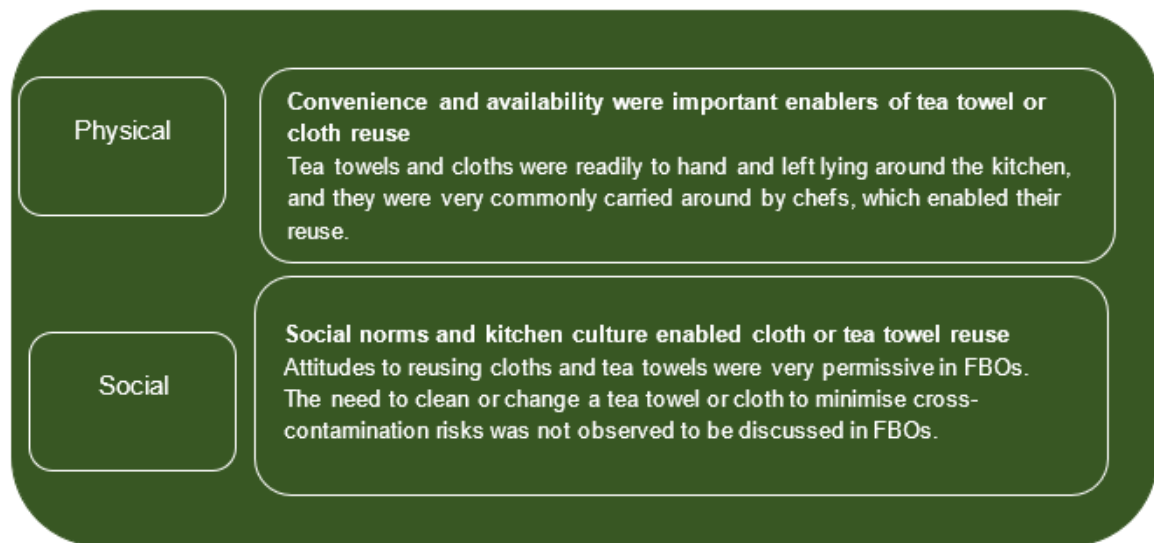 Physical
Convenience and availability were important enablers of tea towel or
cloth reuse
Tea towels and cloths were readily to hand and left lying around the kitchen,
and they were very commonly carried around by chefs, which enabled their
reuse.
Social
Social norms and kitchen culture enabled cloth or tea towel reuse
Attitudes to reusing cloths and tea towels were very permissive in FBOs.
The need to clean or change a tea towel or cloth to minimise cross-
contamination risks was not observed to be discussed in FBOs.